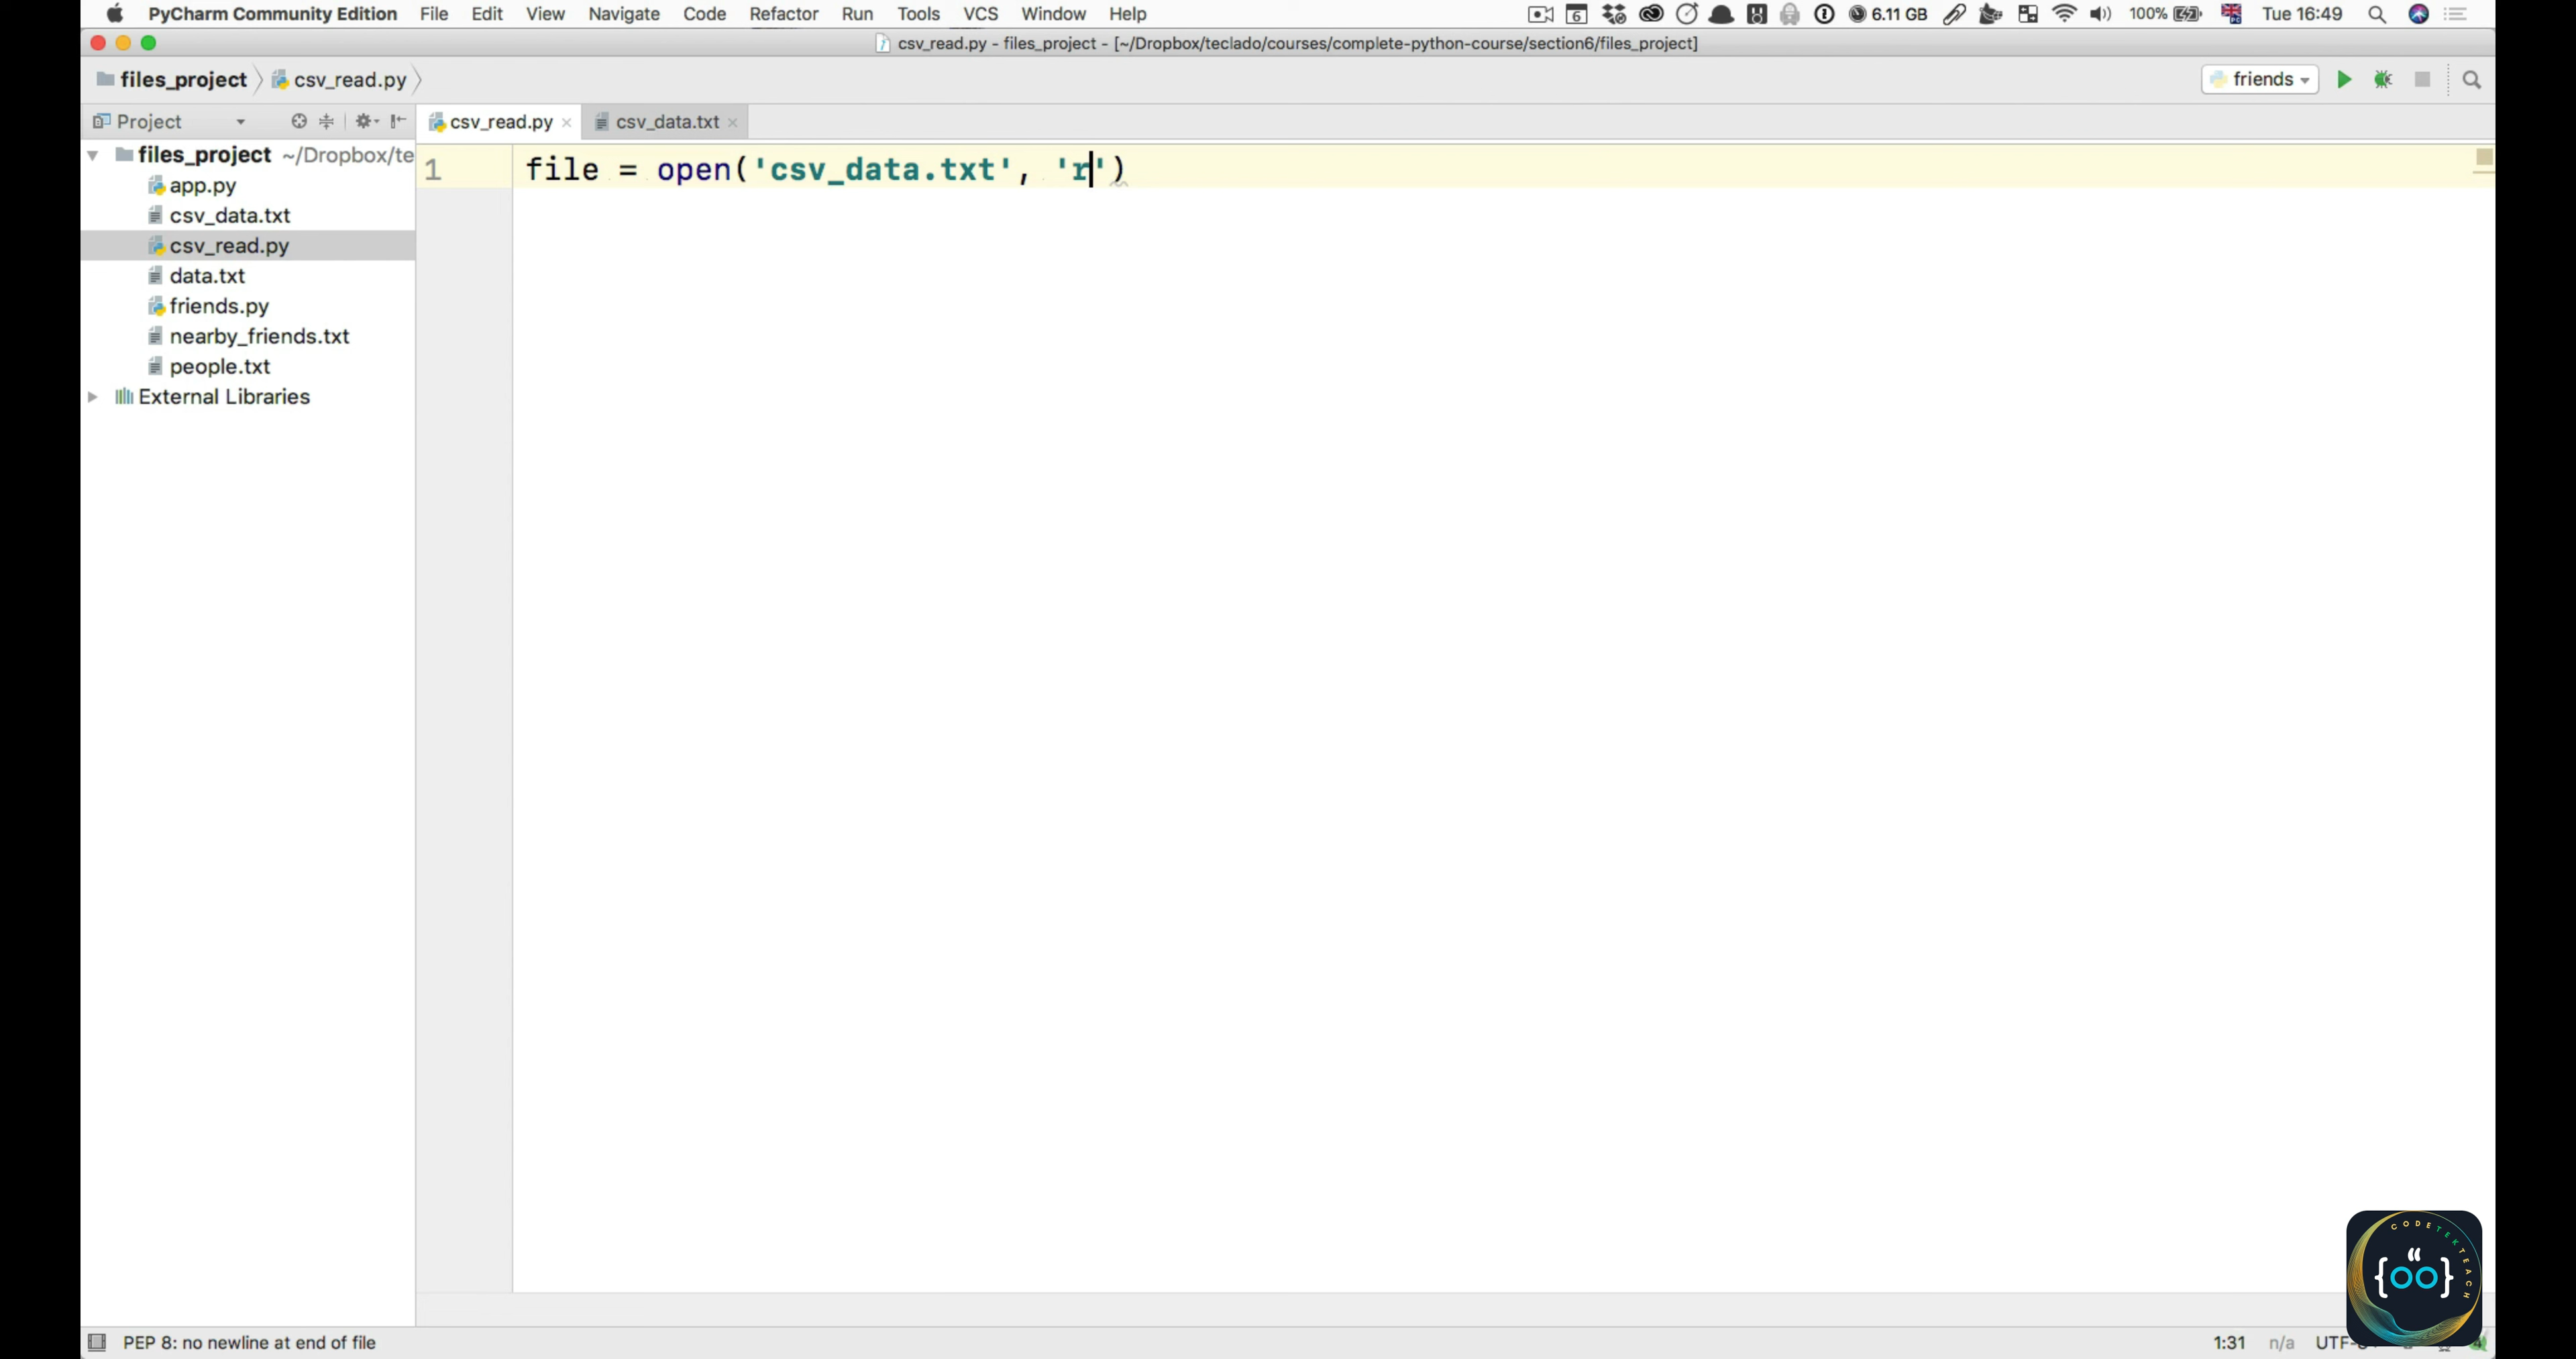 PyCharm Community Edition File Edit View Navigate Code Refactor Run Tools VCS Window Help 6 6.11 GB 100% Tue 16:49
csv_read.py - files_project - [~/Dropbox/teclado/courses/complete-python-course/section6/files_project]
files_project csv_read.py friends
Project csv_read.py csv_data.txt
files_project ~/Dropbox/te
1 file = open('csv_data.txt', 'r')
app.py
csv_data.txt
csv_read.py
data.txt
friends.py
nearby_friends.txt
people.txt
External Libraries
CODETEKTEACH
PEP 8: no newline at end of file 1:31 n/a